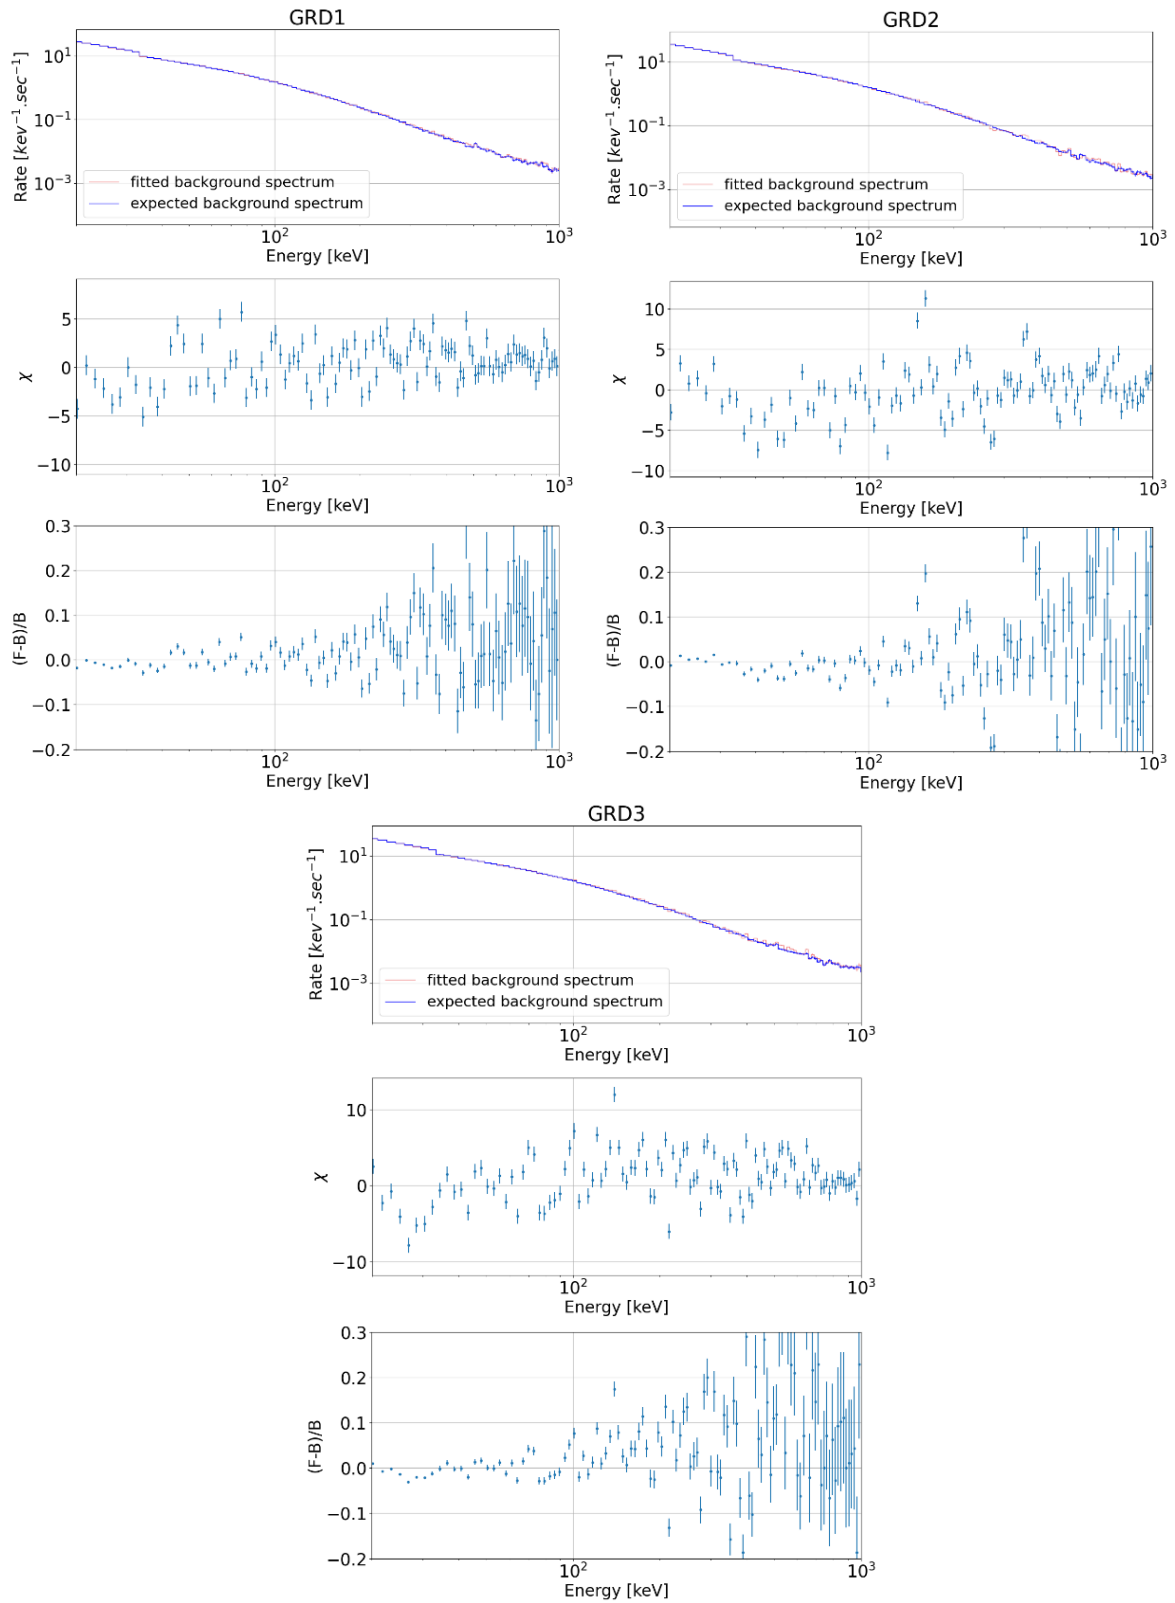 GRD1
Rate [kev⁻¹.sec⁻¹]
10¹
10⁻¹
10⁻³
fitted background spectrum
expected background spectrum
10² 10³
Energy [keV]
χ
5
0
−5
−10
10² 10³
Energy [keV]
(F-B)/B
0.3
0.2
0.1
0.0
−0.1
−0.2
10² 10³
Energy [keV]
GRD2
Rate [kev⁻¹.sec⁻¹]
10¹
10⁻¹
10⁻³
fitted background spectrum
expected background spectrum
10² 10³
Energy [keV]
χ
10
5
0
−5
−10
10² 10³
Energy [keV]
(F-B)/B
0.3
0.2
0.1
0.0
−0.1
−0.2
10² 10³
Energy [keV]
GRD3
Rate [kev⁻¹.sec⁻¹]
10¹
10⁻¹
10⁻³
fitted background spectrum
expected background spectrum
10² 10³
Energy [keV]
χ
10
0
−10
10² 10³
Energy [keV]
(F-B)/B
0.3
0.2
0.1
0.0
−0.1
−0.2
10² 10³
Energy [keV]